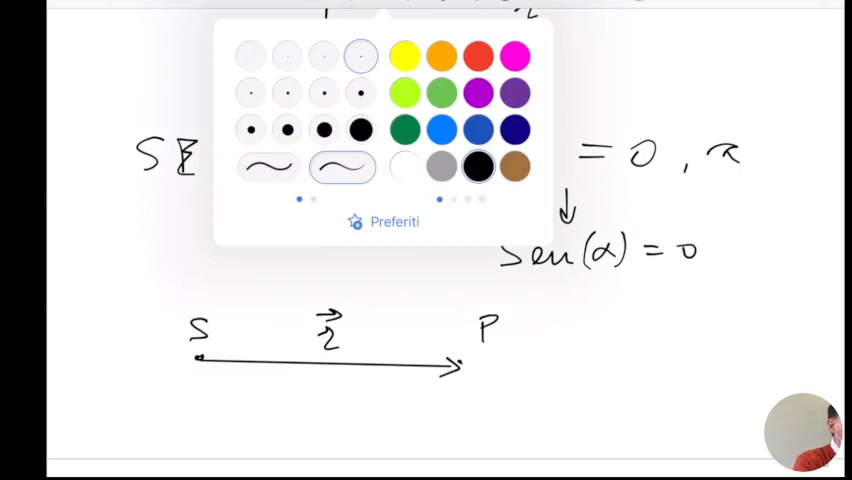 SE = 0 , π
Preferiti
sen(α) = 0
S r⃗ P